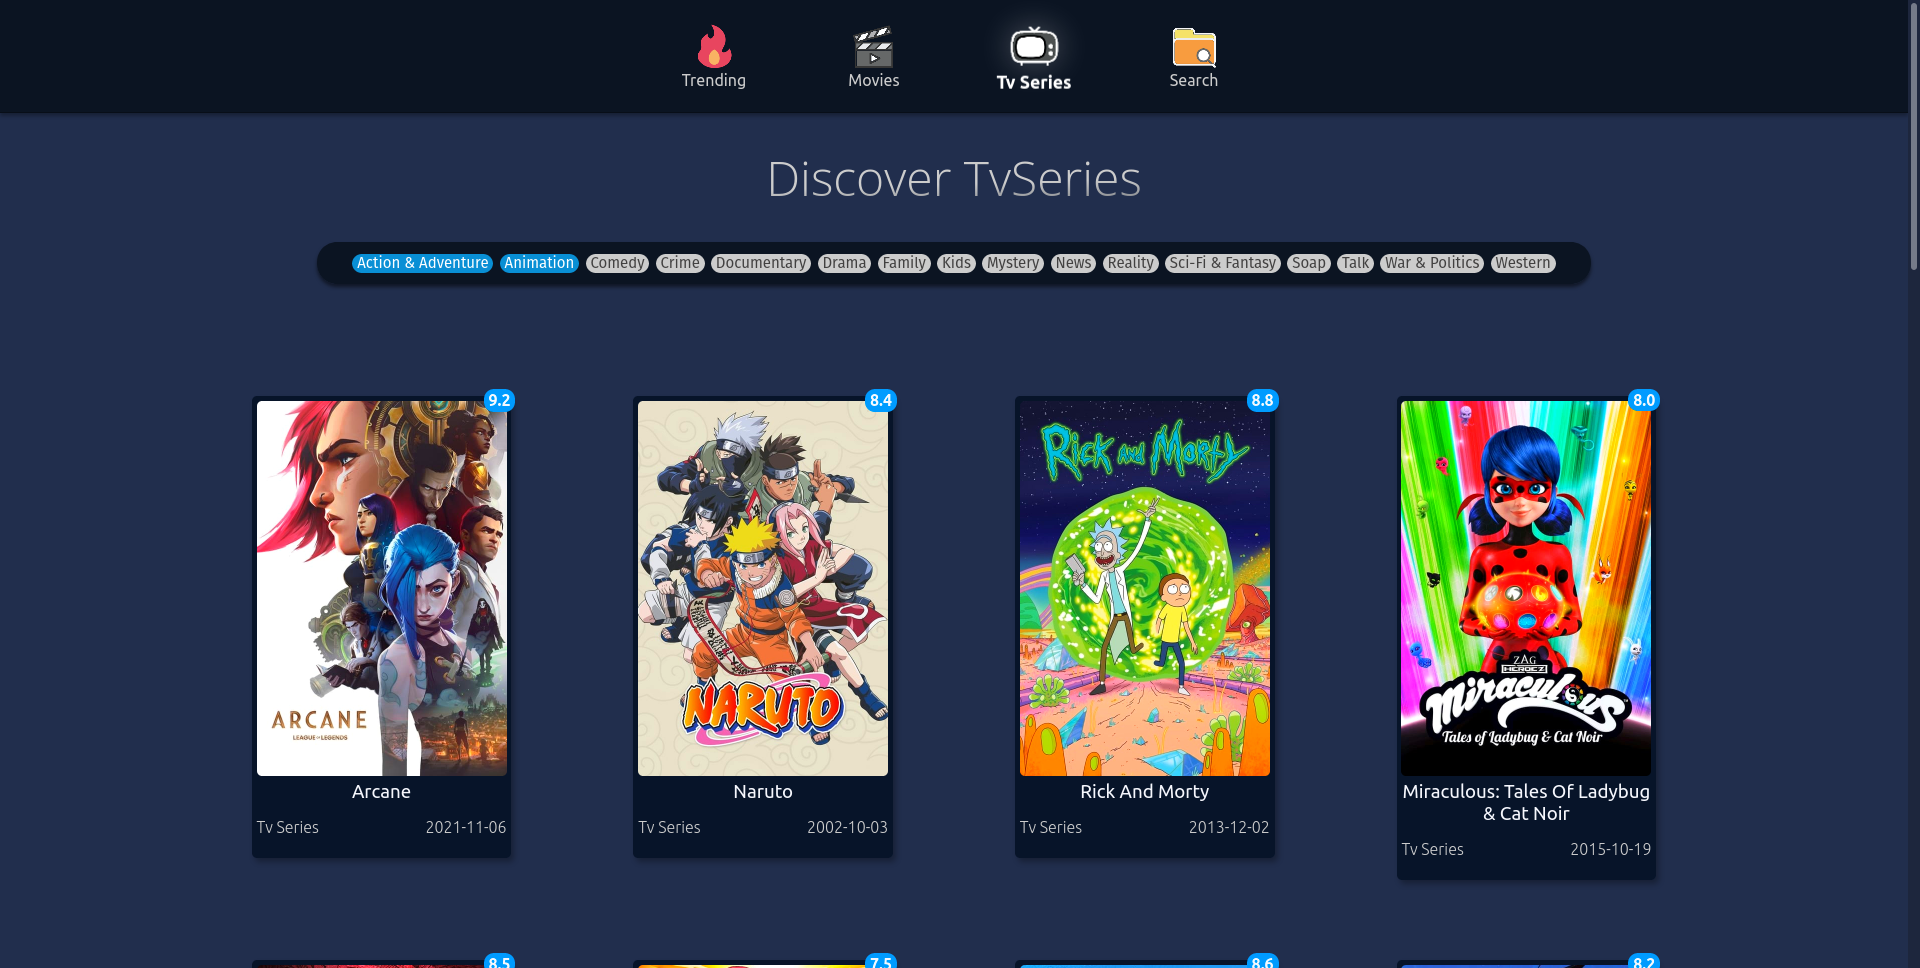 Trending
Movies
Tv Series
Search
Discover TvSeries
Action & Adventure Animation Comedy Crime Documentary Drama Family Kids Mystery News Reality Sci-Fi & Fantasy Soap Talk War & Politics Western
9.2
ARCANE
LEAGUE OF LEGENDS
Arcane
Tv Series 2021-11-06
8.4
NARUTO
Naruto
Tv Series 2002-10-03
8.8
Rick AND Morty
Rick And Morty
Tv Series 2013-12-02
8.0
ZAG
HEROEZ
Miraculous
Tales of Ladybug & Cat Noir
Miraculous: Tales Of Ladybug
& Cat Noir
Tv Series 2015-10-19
8.5
7.5
8.6
8.2